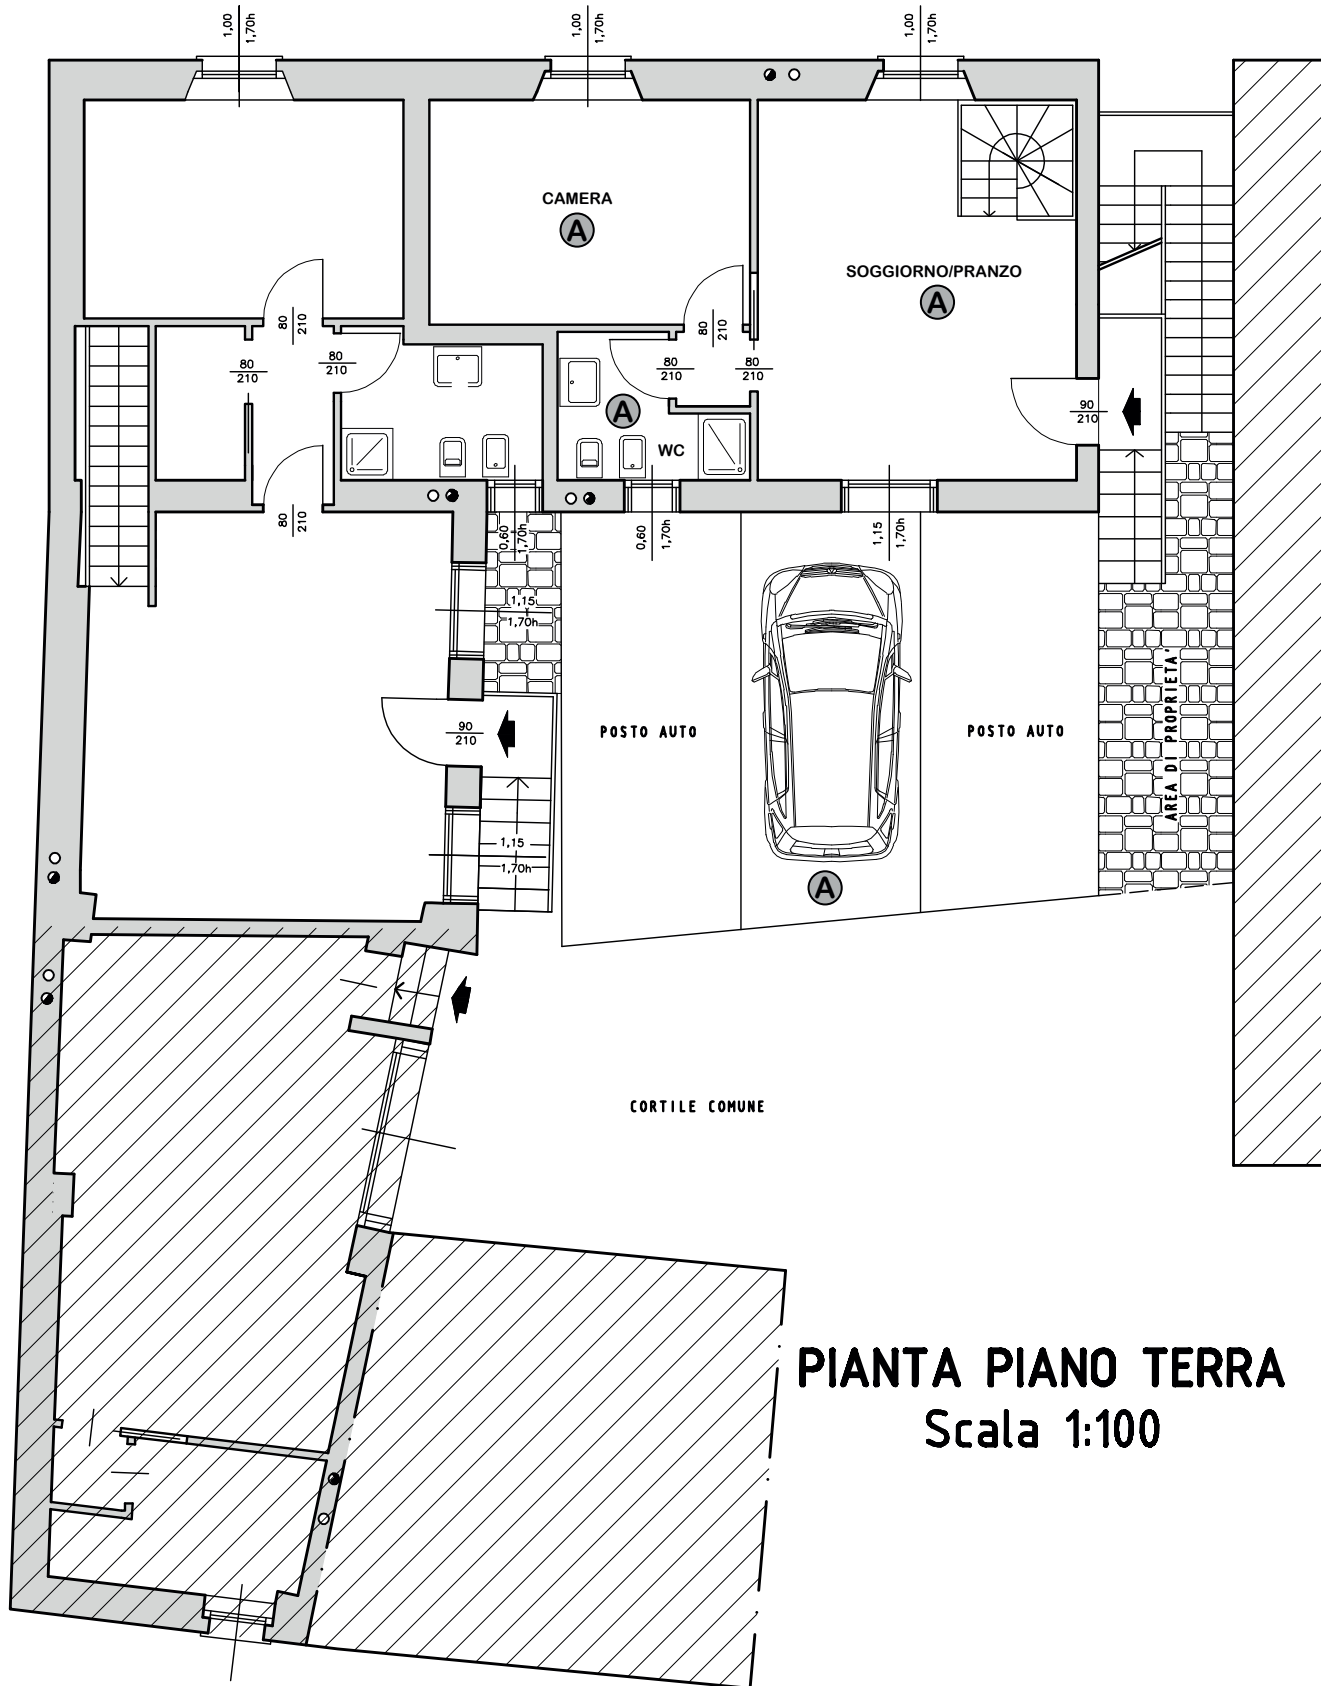 1,00
1,70h
1,00
1,70h
1,00
1,70h
CAMERA
A
SOGGIORNO/PRANZO
A
80
210
80
210
80
210
80
210
80
210
80
210
A
WC
90
210
80
210
0,60
1,70h
0,60
1,70h
1,15
1,70h
1,15
1,70h
90
210
POSTO AUTO
POSTO AUTO
AREA DI PROPRIETA'
1,15
1,70h
A
CORTILE COMUNE
PIANTA PIANO TERRA
Scala 1:100